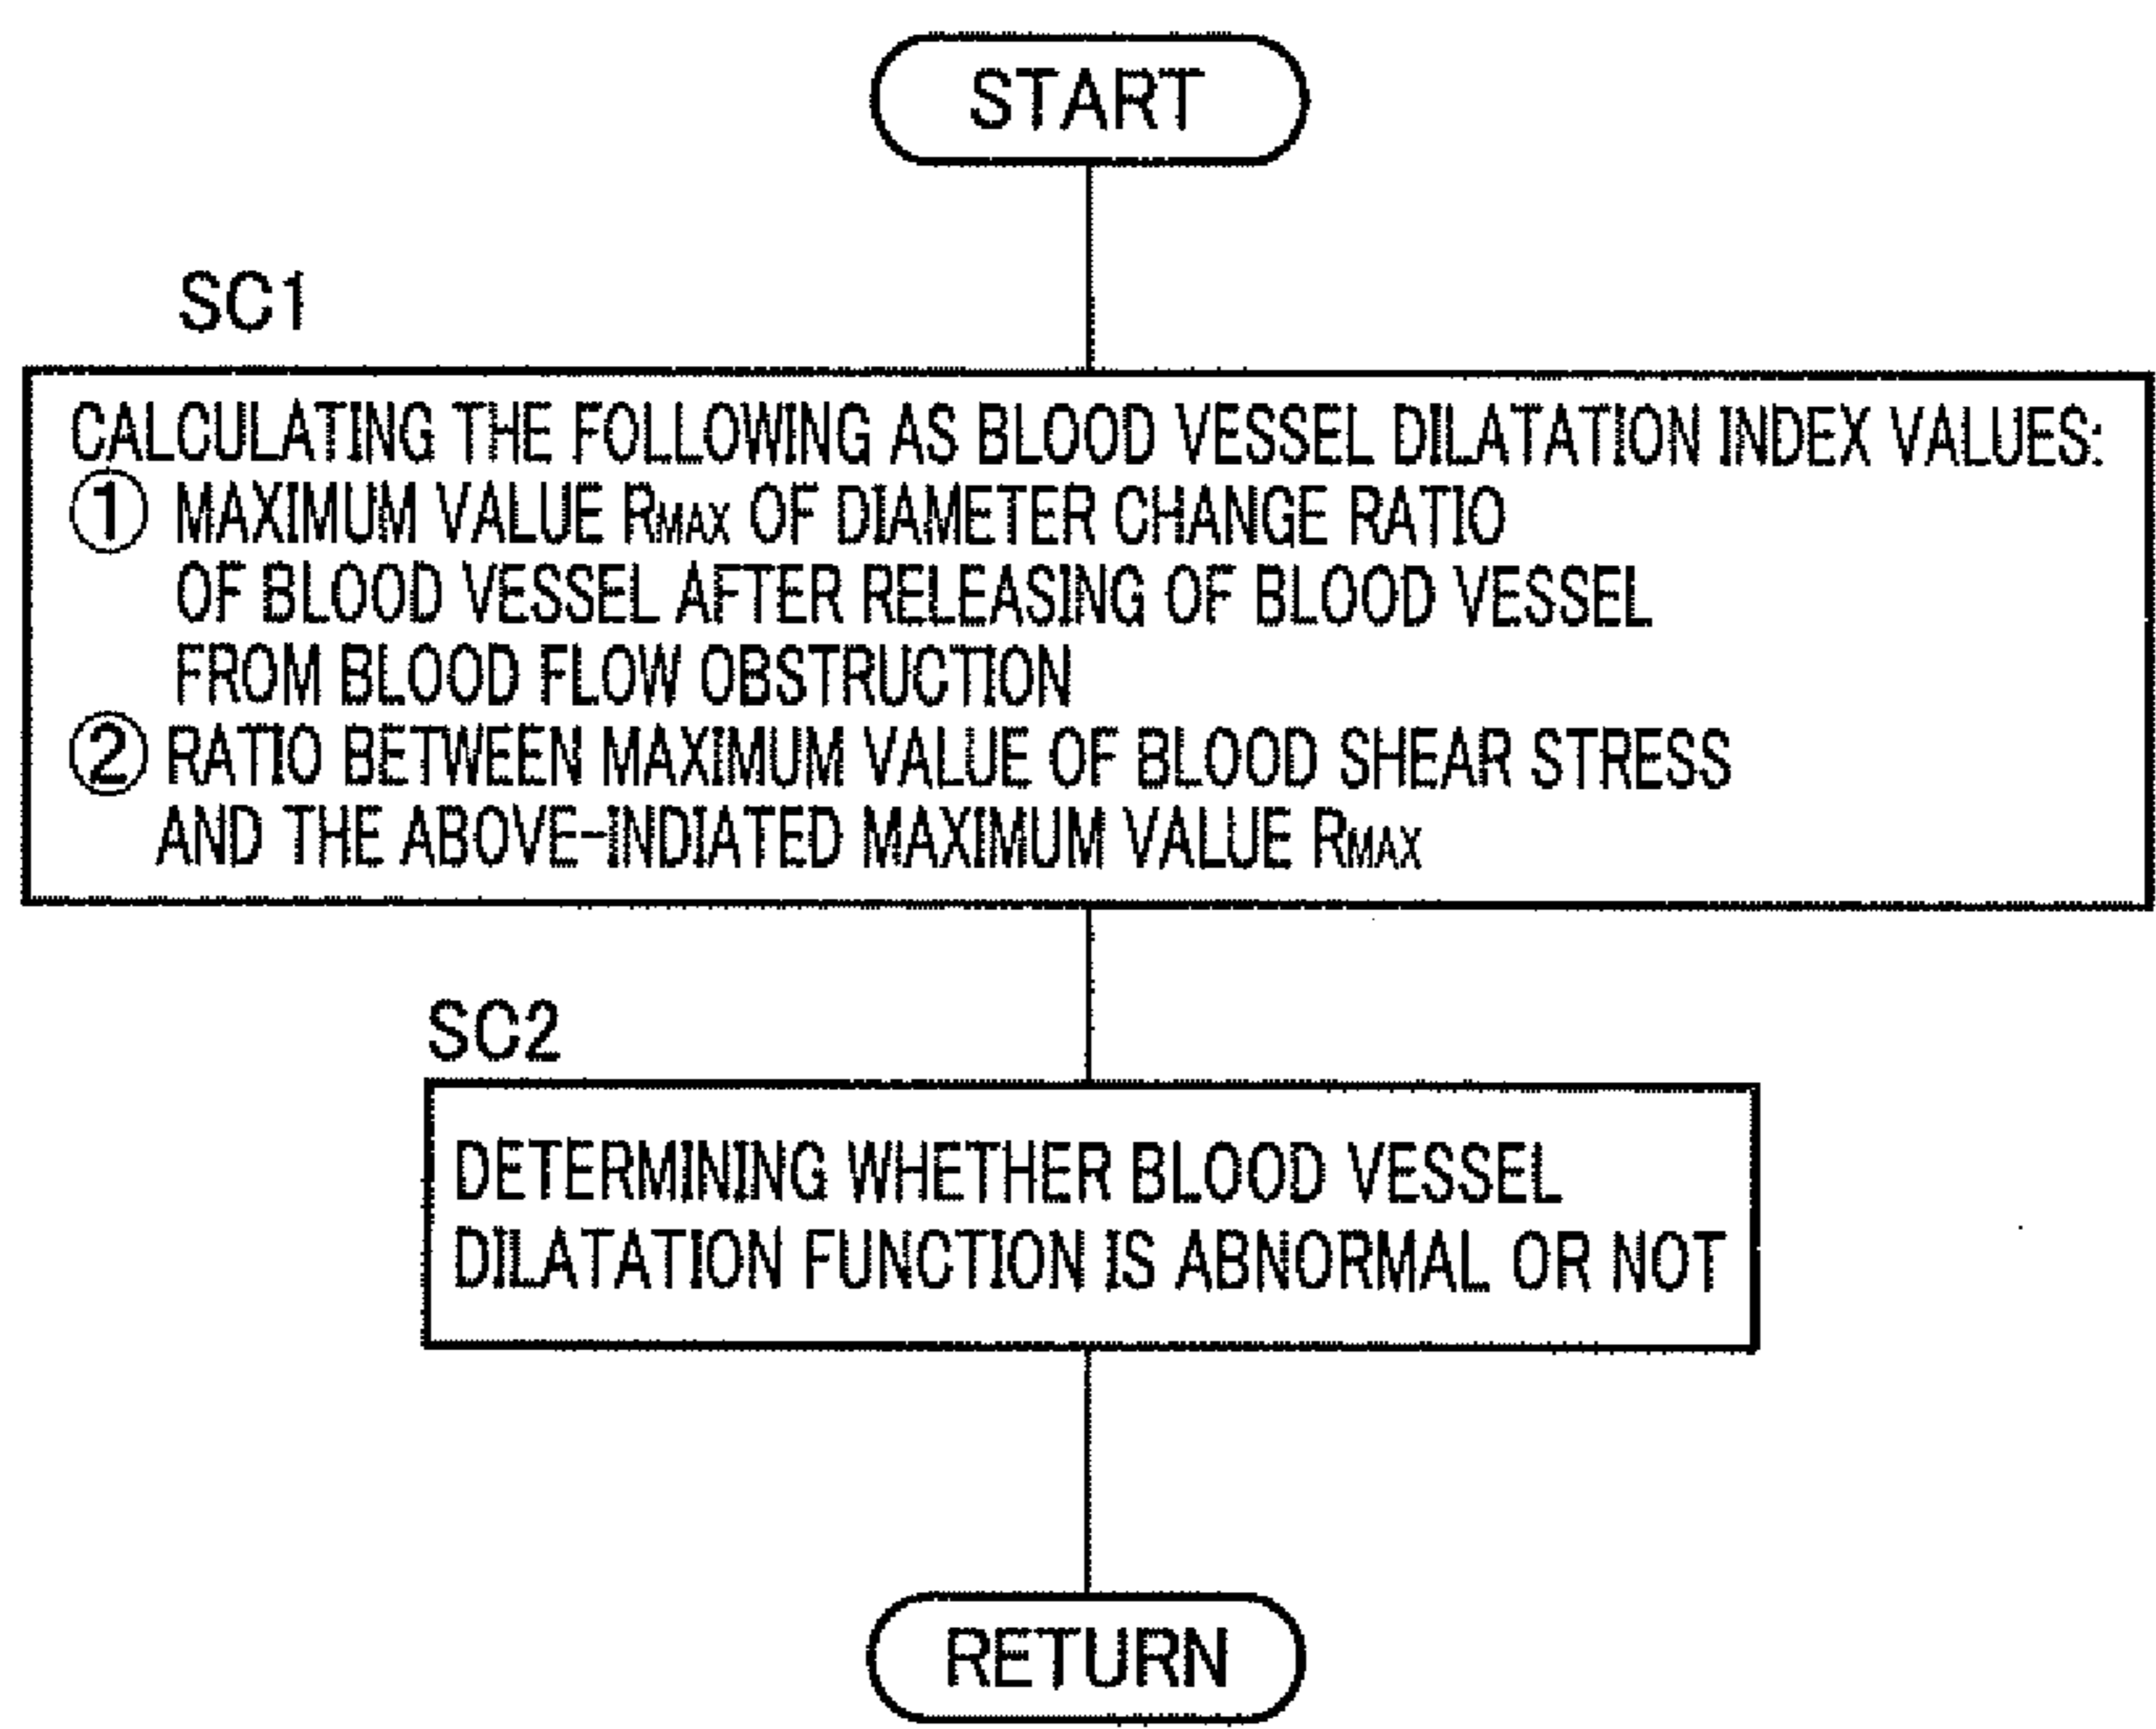 START
SC1
CALCULATING THE FOLLOWING AS BLOOD VESSEL DILATATION INDEX VALUES:
① MAXIMUM VALUE RMAX OF DIAMETER CHANGE RATIO
OF BLOOD VESSEL AFTER RELEASING OF BLOOD VESSEL
FROM BLOOD FLOW OBSTRUCTION
② RATIO BETWEEN MAXIMUM VALUE OF BLOOD SHEAR STRESS
AND THE ABOVE-INDIATED MAXIMUM VALUE RMAX
SC2
DETERMINING WHETHER BLOOD VESSEL
DILATATION FUNCTION IS ABNORMAL OR NOT
RETURN